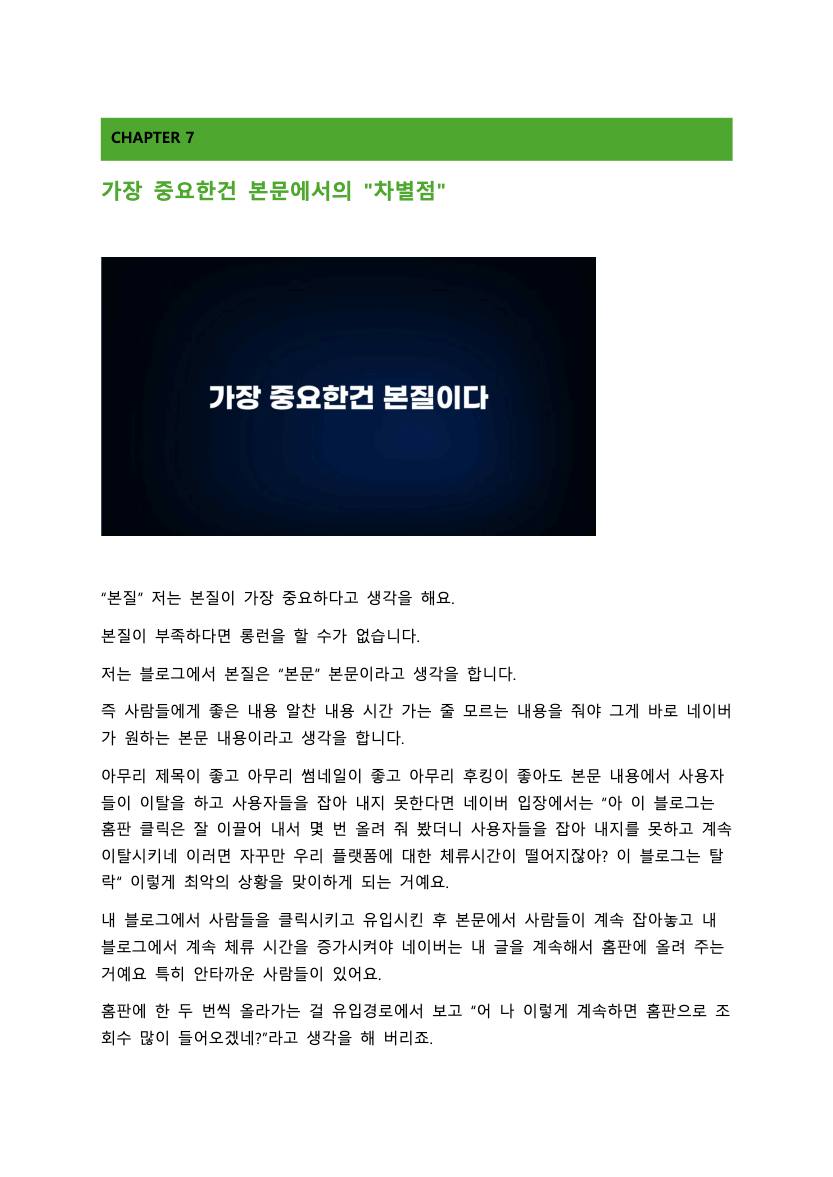 CHAPTER 7
가장 중요한건 본문에서의 "차별점"
가장 중요한건 본질이다
"본질" 저는 본질이 가장 중요하다고 생각을 해요.
본질이 부족하다면 롱런을 할 수가 없습니다.
저는 블로그에서 본질은 "본문" 본문이라고 생각을 합니다.
즉 사람들에게 좋은 내용 알찬 내용 시간 가는 줄 모르는 내용을 줘야 그게 바로 네이버
가 원하는 본문 내용이라고 생각을 합니다.
아무리 제목이 좋고 아무리 썸네일이 좋고 아무리 후킹이 좋아도 본문 내용에서 사용자
들이 이탈을 하고 사용자들을 잡아 내지 못한다면 네이버 입장에서는 "아 이 블로그는
홈판 클릭은 잘 이끌어 내서 몇 번 올려 줘 봤더니 사용자들을 잡아 내지를 못하고 계속
이탈시키네 이러면 자꾸만 우리 플랫폼에 대한 체류시간이 떨어지잖아? 이 블로그는 탈
락" 이렇게 최악의 상황을 맞이하게 되는 거예요.
내 블로그에서 사람들을 클릭시키고 유입시킨 후 본문에서 사람들이 계속 잡아놓고 내
블로그에서 계속 체류 시간을 증가시켜야 네이버는 내 글을 계속해서 홈판에 올려 주는
거예요 특히 안타까운 사람들이 있어요.
홈판에 한 두 번씩 올라가는 걸 유입경로에서 보고 "어 나 이렇게 계속하면 홈판으로 조
회수 많이 들어오겠네?"라고 생각을 해 버리죠.